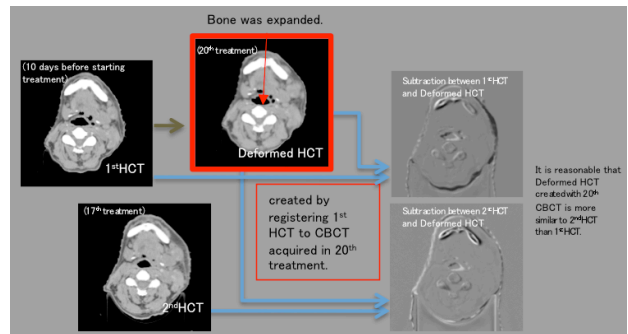 Bone was expanded.
(10 days before starting
treatment)
1stHCT
(20th treatment)
Deformed HCT
Subtraction between 1stHCT
and Deformed HCT
It is reasonable that
Deformed HCT
created with 20th
CBCT is more
similar to 2ndHCT
than 1stHCT.
created by
registering 1st
HCT to CBCT
acquired in 20th
treatment.
(17th treatment)
2ndHCT
Subtraction between 2ndHCT
and Deformed HCT